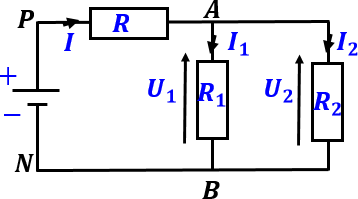 P R A
I I₁ I₂
+ U₁ R₁ U₂ R₂
−
N B